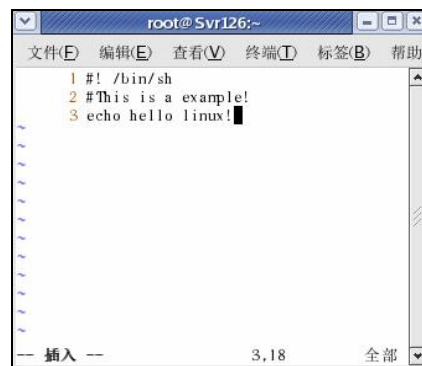 root@Svr126:~
文件(F) 编辑(E) 查看(V) 终端(T) 标签(B) 帮助
1 #! /bin/sh
2 #This is a example!
3 echo hello linux!
~
~
~
~
~
~
~
~
~
~
~
~
~
-- 插入 -- 3,18 全部